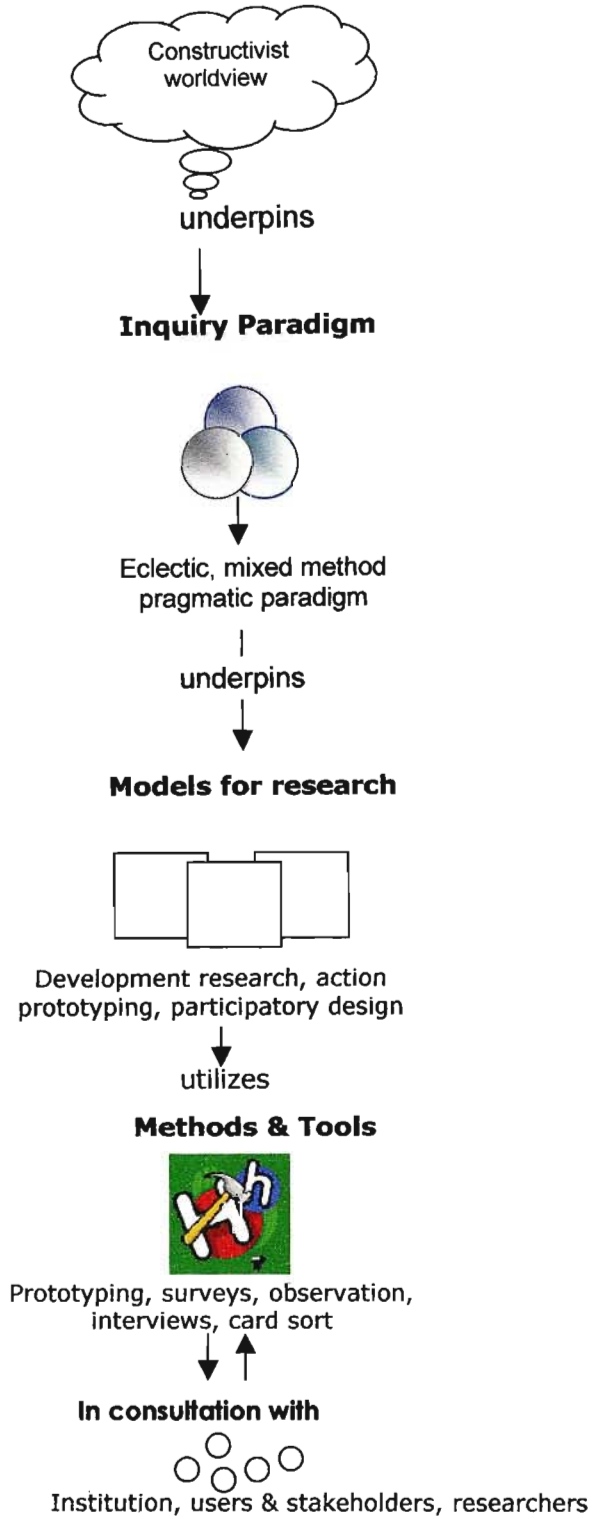 Constructivist
worldview
underpins
Inquiry Paradigm
Eclectic, mixed method
pragmatic paradigm
underpins
Models for research
Development research, action
prototyping, participatory design
utilizes
Methods & Tools
h
Prototyping, surveys, observation,
interviews, card sort
In consultation with
Institution, users & stakeholders, researchers